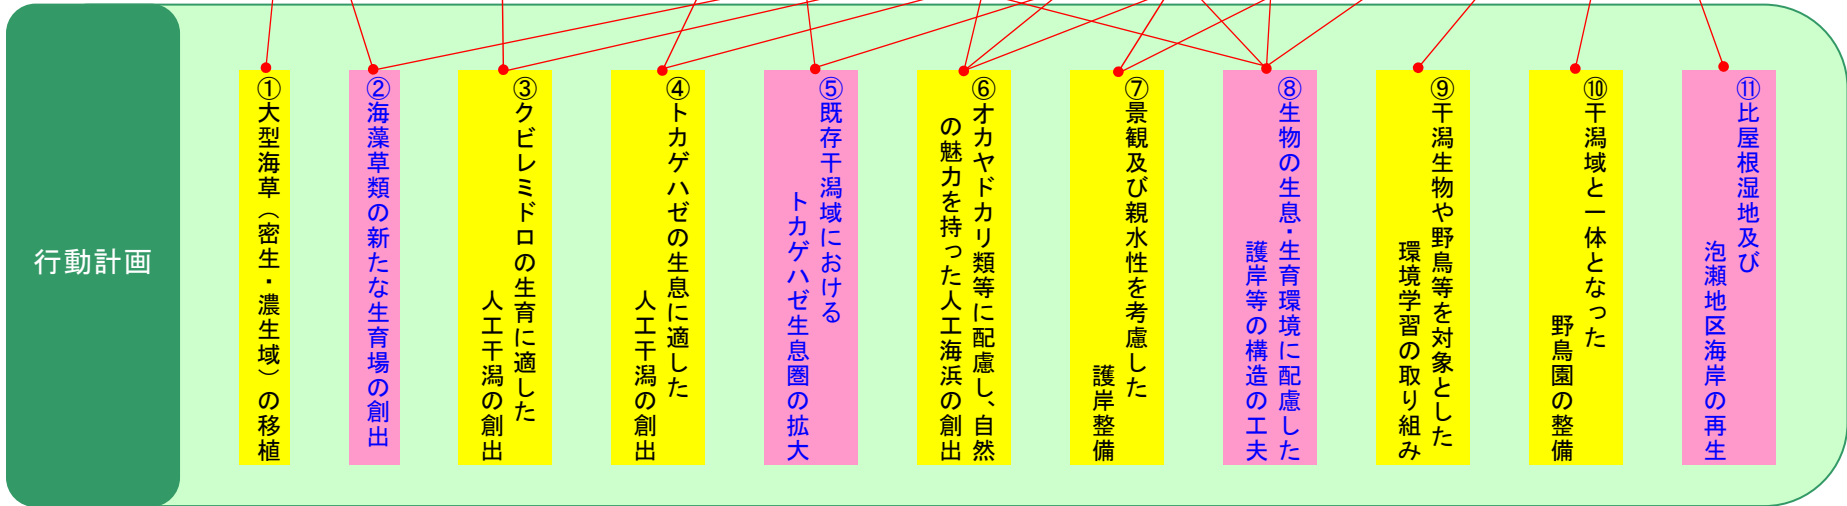 行動計画
①大型海草（密生・濃生域）の移植
②海藻草類の新たな生育場の創出
③クビレミドロの生育に適した
人工干潟の創出
④トカゲハゼの生息に適した
人工干潟の創出
⑤既存干潟域における
トカゲハゼ生息圏の拡大
⑥オカヤドカリ類等に配慮し、自然
の魅力を持った人工海浜の創出
⑦景観及び親水性を考慮した
護岸整備
⑧生物の生息・生育環境に配慮した
護岸等の構造の工夫
⑨干潟生物や野鳥等を対象とした
環境学習の取り組み
⑩干潟域と一体となった
野鳥園の整備
⑪比屋根湿地及び
泡瀬地区海岸の再生